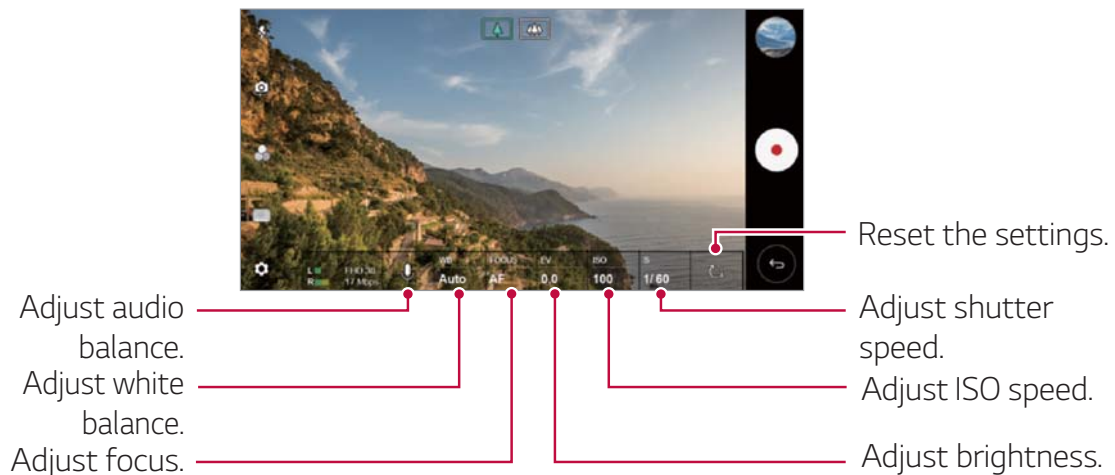 WB
FOCUS
EV
ISO
S
L
FHD 30
R
17 Mbps
Auto
AF
0.0
100
1/60
Reset the settings.
Adjust audio
balance.
Adjust shutter
speed.
Adjust white
balance.
Adjust ISO speed.
Adjust focus.
Adjust brightness.